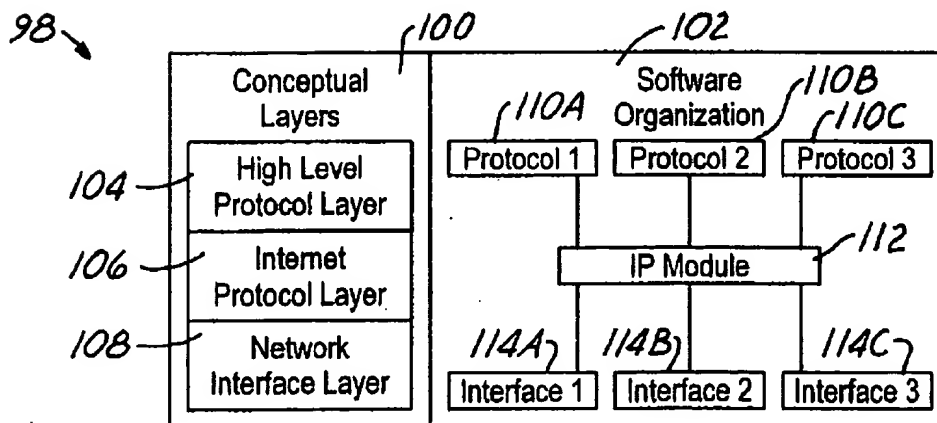 98
100
102
Conceptual
Layers
Software
Organization
110A
110B
110C
Protocol 1
Protocol 2
Protocol 3
104
High Level
Protocol Layer
112
IP Module
106
Internet
Protocol Layer
108
Network
Interface Layer
114A
114B
114C
Interface 1
Interface 2
Interface 3